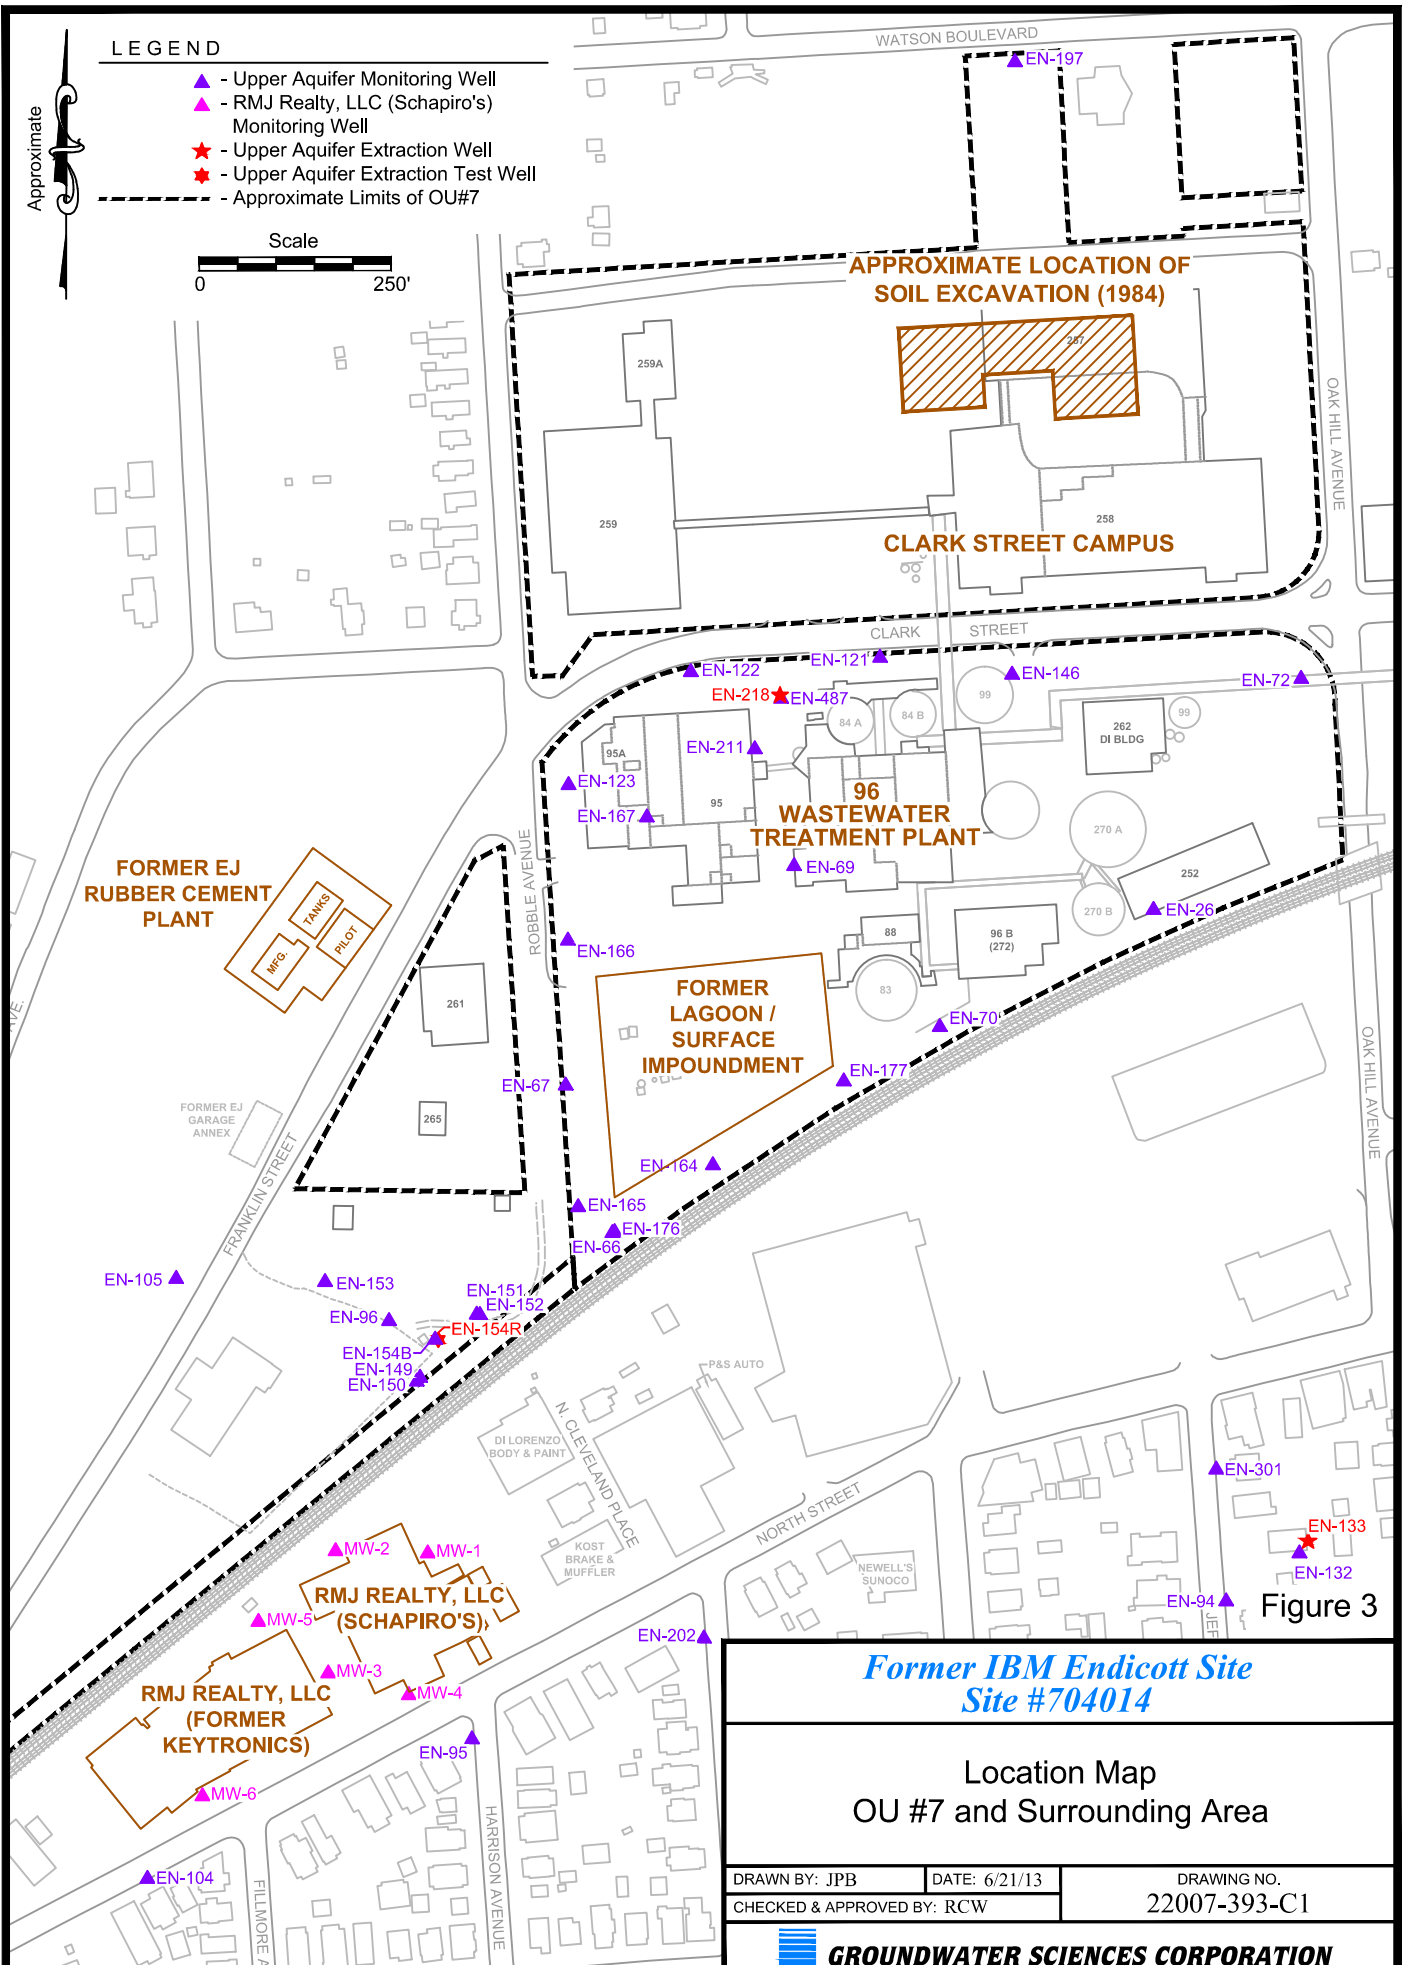 LEGEND
- Upper Aquifer Monitoring Well
- RMJ Realty, LLC (Schapiro's)
Monitoring Well
- Upper Aquifer Extraction Well
- Upper Aquifer Extraction Test Well
- Approximate Limits of OU#7
Approximate
Scale
0 250'
WATSON BOULEVARD
EN-197
APPROXIMATE LOCATION OF
SOIL EXCAVATION (1984)
257
259A
OAK HILL AVENUE
259
258
CLARK STREET CAMPUS
CLARK STREET
EN-121
EN-122
EN-146
EN-72
EN-218
EN-487
99
84 A
84 B
99
262
DI BLDG
EN-211
95A
EN-123
95
EN-167
96
WASTEWATER
TREATMENT PLANT
270 A
EN-69
252
ROBBLE AVENUE
FORMER EJ
RUBBER CEMENT
PLANT
TANKS
PILOT
MFG.
EN-26
270 B
88
96 B
(272)
EN-166
83
FORMER
LAGOON /
SURFACE
IMPOUNDMENT
261
AVE.
EN-70
OAK HILL AVENUE
EN-177
EN-67
FORMER EJ
GARAGE
ANNEX
265
FRANKLIN STREET
EN-164
EN-165
EN-176
EN-66
EN-105
EN-153
EN-151
EN-152
EN-96
EN-154R
EN-154B
EN-149
EN-150
P&S AUTO
DI LORENZO
BODY & PAINT
N. CLEVELAND PLACE
NORTH STREET
EN-301
EN-133
EN-132
EN-94
JEF
KOST
BRAKE &
MUFFLER
NEWELL'S
SUNOCO
MW-2
MW-1
RMJ REALTY, LLC
(SCHAPIRO'S)
MW-5
MW-3
MW-4
EN-202
RMJ REALTY, LLC
(FORMER
KEYTRONICS)
EN-95
MW-6
HARRISON AVENUE
EN-104
FILLMORE A
Figure 3
Former IBM Endicott Site
Site #704014
Location Map
OU #7 and Surrounding Area
DRAWN BY: JPB
DATE: 6/21/13
DRAWING NO.
22007-393-C1
CHECKED & APPROVED BY: RCW
GROUNDWATER SCIENCES CORPORATION